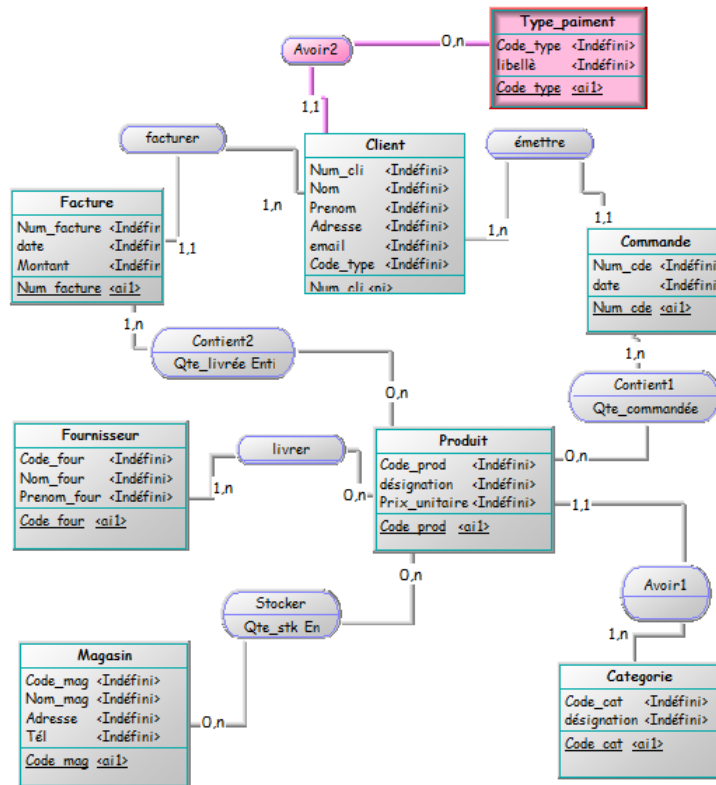 Type_paiment
Code_type <Indéfini>
libellè <Indéfini>
Code_type <ai1>
Avoir2
0,n
1,1
facturer
1,n
1,1
Client
Num_cli <Indéfini>
Nom <Indéfini>
Prenom <Indéfini>
Adresse <Indéfini>
email <Indéfini>
Code_type <Indéfini>
Num_cli <pi>
émettre
1,n
1,1
Facture
Num_facture <Indéfin
date <Indéfin
Montant <Indéfin
Num_facture <ai1>
Commande
Num_cde <Indéfini
date <Indéfini
Num_cde <ai1>
1,n
Contient2
Qte_livrée Enti
0,n
1,n
Contient1
Qte_commandée
0,n
Fournisseur
Code_four <Indéfini>
Nom_four <Indéfini>
Prenom_four <Indéfini>
Code_four <ai1>
livrer
1,n
0,n
Produit
Code_prod <Indéfini>
désignation <Indéfini>
Prix_unitaire <Indéfini>
Code_prod <ai1>
1,1
Avoir1
1,n
0,n
Stocker
Qte_stk En
0,n
Magasin
Code_mag <Indéfini>
Nom_mag <Indéfini>
Adresse <Indéfini>
Tél <Indéfini>
Code_mag <ai1>
Categorie
Code_cat <Indéfini>
désignation <Indéfini>
Code_cat <ai1>